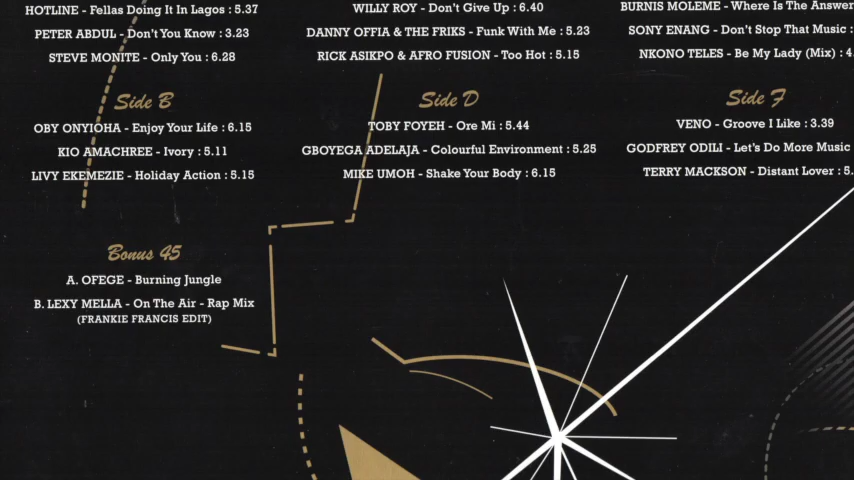 HOTLINE - Fellas Doing It In Lagos : 5.37
PETER ABDUL - Don't You Know : 3.23
STEVE MONITE - Only You : 6.28
Side B
OBY ONYIOHA - Enjoy Your Life : 6.15
KIO AMACHREE - Ivory : 5.11
LIVY EKEMEZIE - Holiday Action : 5.15
Bonus 45
A. OFEGE - Burning Jungle
B. LEXY MELLA - On The Air - Rap Mix
(FRANKIE FRANCIS EDIT)
WILLY ROY - Don't Give Up : 6.40
DANNY OFFIA & THE FRIKS - Funk With Me : 5.23
RICK ASIKPO & AFRO FUSION - Too Hot : 5.15
Side D
TOBY FOYEH - Ore Mi : 5.44
GBOYEGA ADELAJA - Colourful Environment : 5.25
MIKE UMOH - Shake Your Body : 6.15
BURNIS MOLEME - Where Is The Answer
SONY ENANG - Don't Stop That Music :
NKONO TELES - Be My Lady (Mix) : 4
Side F
VENO - Groove I Like : 3.39
GODFREY ODILI - Let's Do More Music
TERRY MACKSON - Distant Lover : 5.